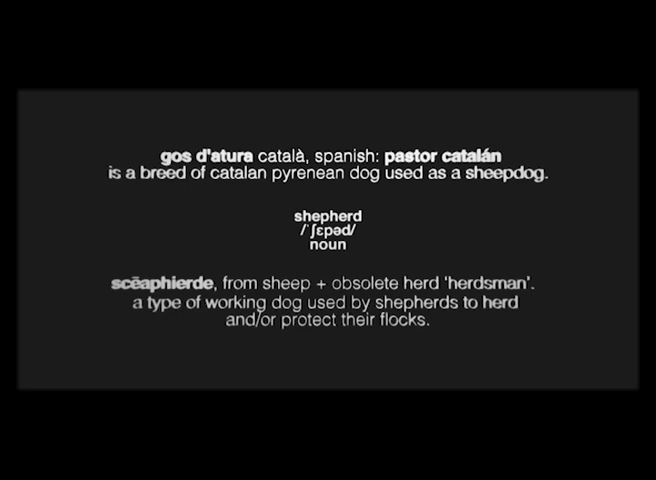 gos d'atura català, spanish: pastor catalán
is a breed of catalan pyrenean dog used as a sheepdog.
shepherd
/ˈʃɛpəd/
noun
scēaphierde, from sheep + obsolete herd 'herdsman'.
a type of working dog used by shepherds to herd
and/or protect their flocks.